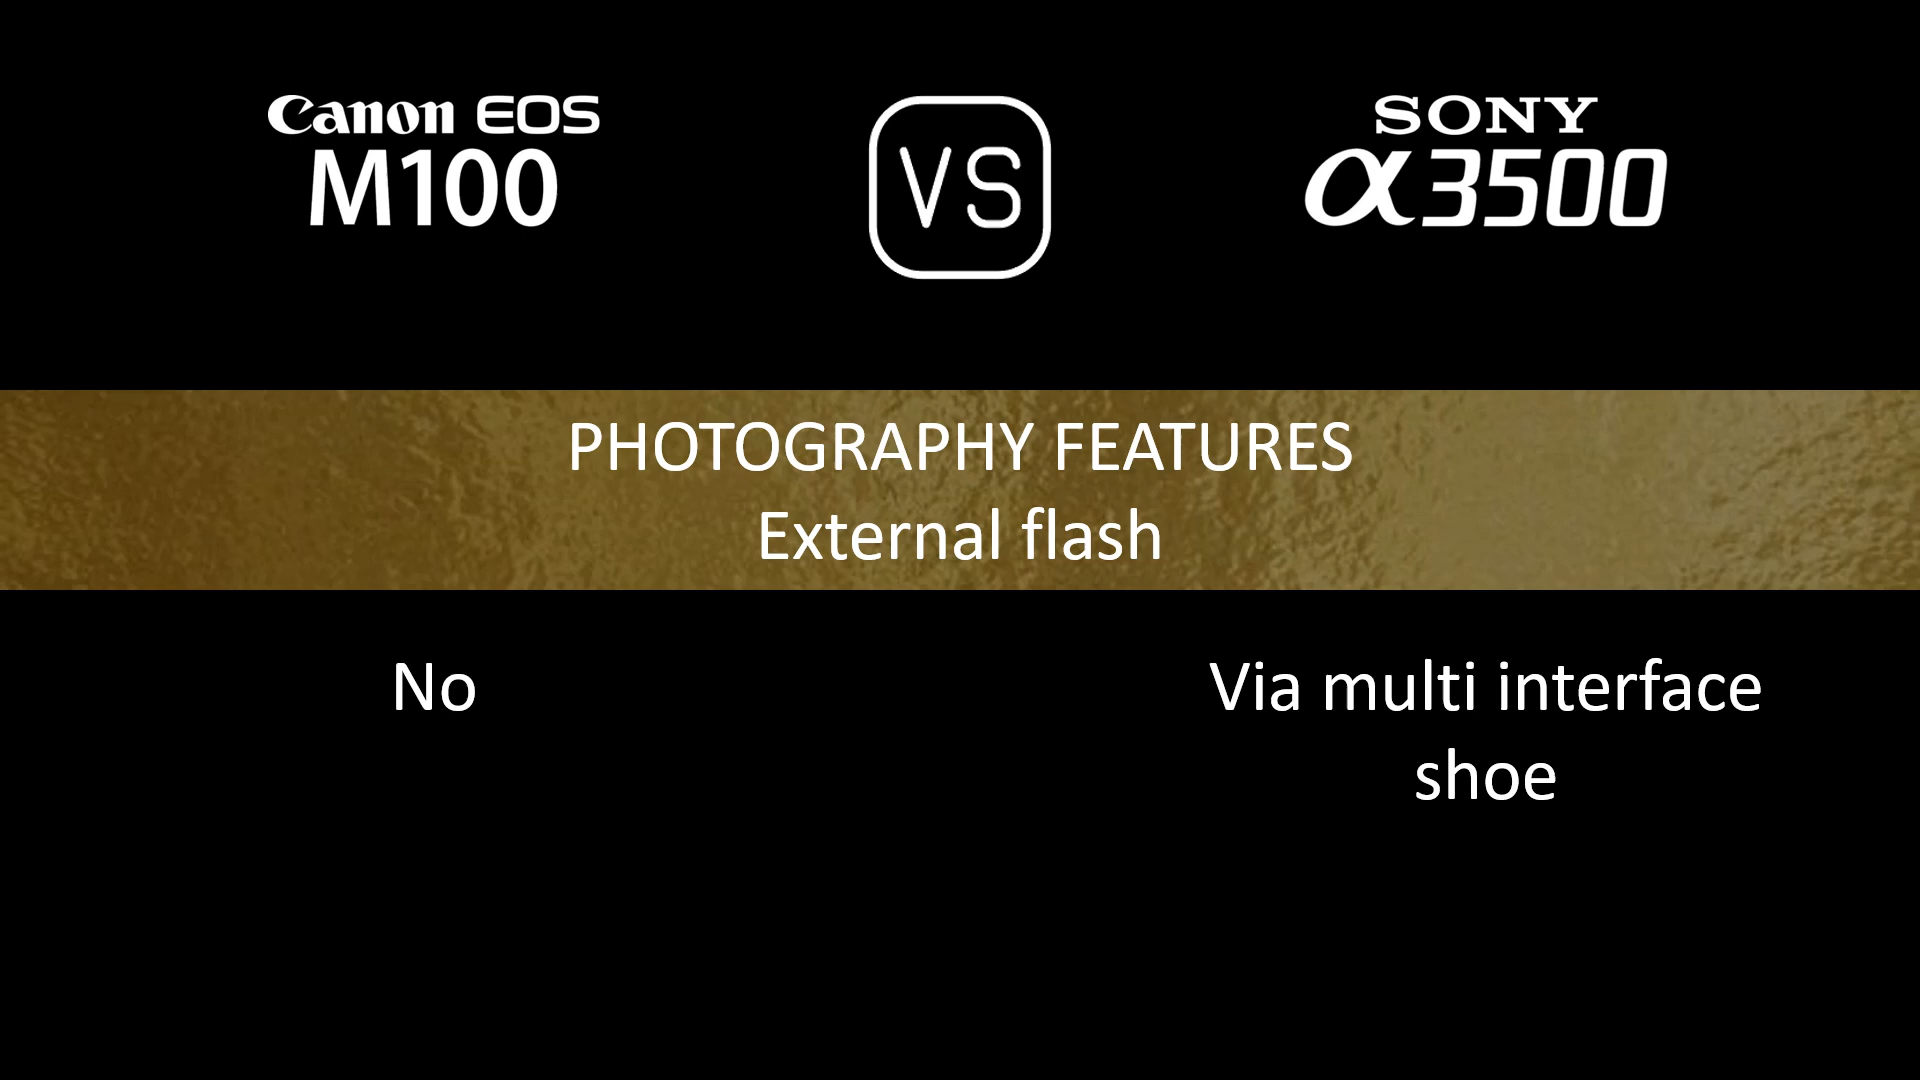 Canon EOS
M100
VS
SONY
α3500
PHOTOGRAPHY FEATURES
External flash
No
Via multi interface
shoe